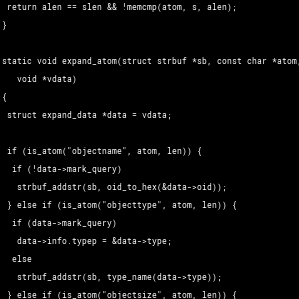 return alen == slen && !memcmp(atom, s, alen);
}
static void expand_atom(struct strbuf *sb, const char *atom,
void *vdata)
{
struct expand_data *data = vdata;
if (is_atom("objectname", atom, len)) {
if (!data->mark_query)
strbuf_addstr(sb, oid_to_hex(&data->oid));
} else if (is_atom("objecttype", atom, len)) {
if (data->mark_query)
data->info.typep = &data->type;
else
strbuf_addstr(sb, type_name(data->type));
} else if (is_atom("objectsize", atom, len)) {